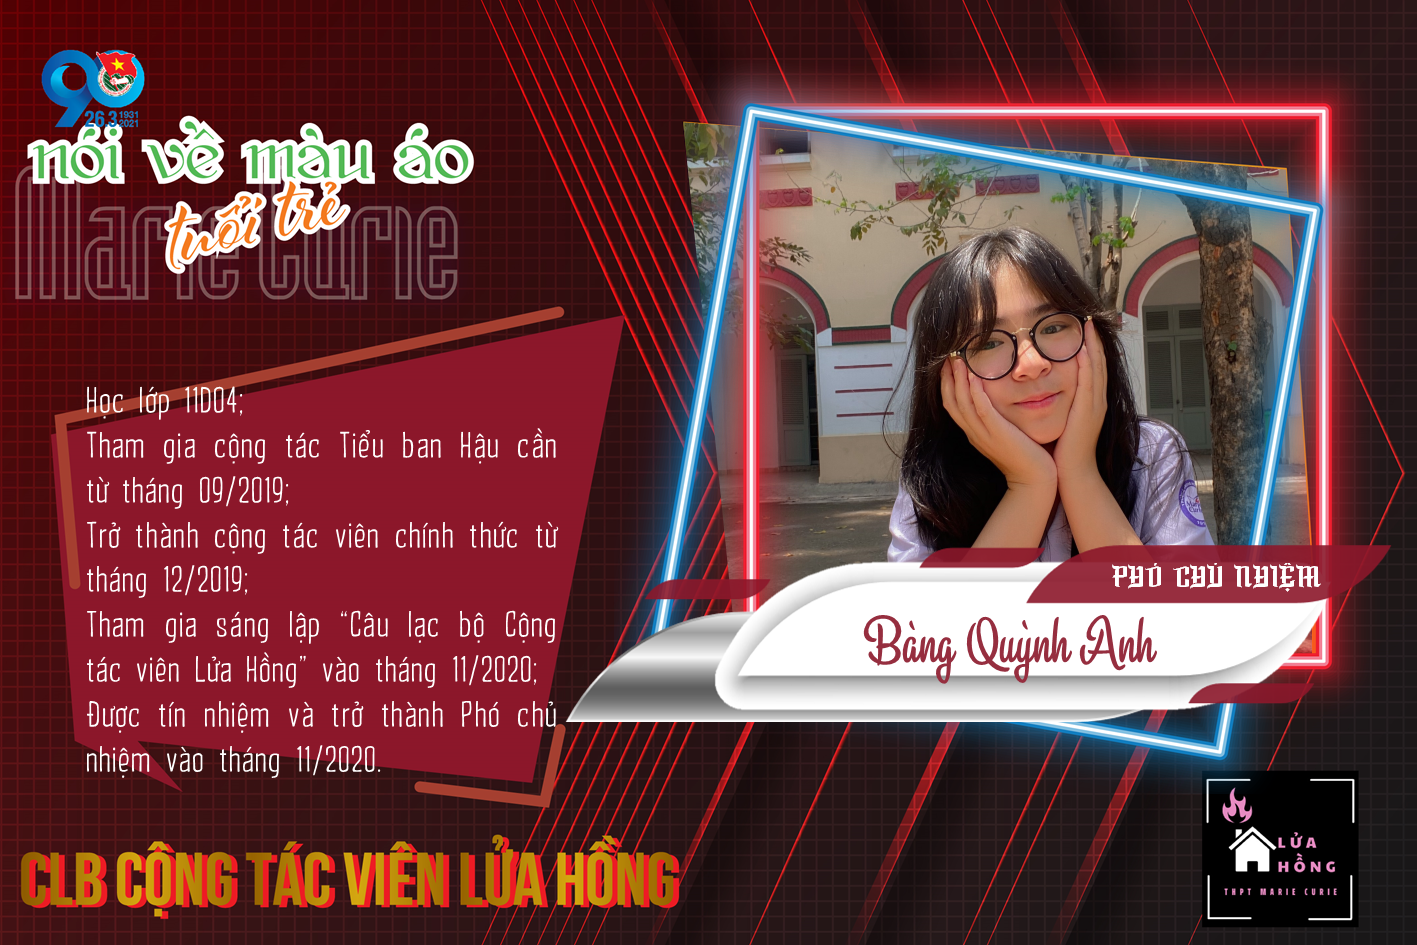 90
26.3 1931
2021
nói về màu áo
tuổi trẻ
Marie Curie
Học lớp 11D04;
Tham gia cộng tác Tiểu ban Hậu cần
từ tháng 09/2019;
Trở thành cộng tác viên chính thức từ
tháng 12/2019;
Tham gia sáng lập “Câu lạc bộ Cộng
tác viên Lửa Hồng” vào tháng 11/2020;
Được tín nhiệm và trở thành Phó chủ
nhiệm vào tháng 11/2020.
PHÓ CHỦ NHIỆM
Bàng Quỳnh Anh
CLB CỘNG TÁC VIÊN LỬA HỒNG
LỬA
HỒNG
THPT MARIE CURIE